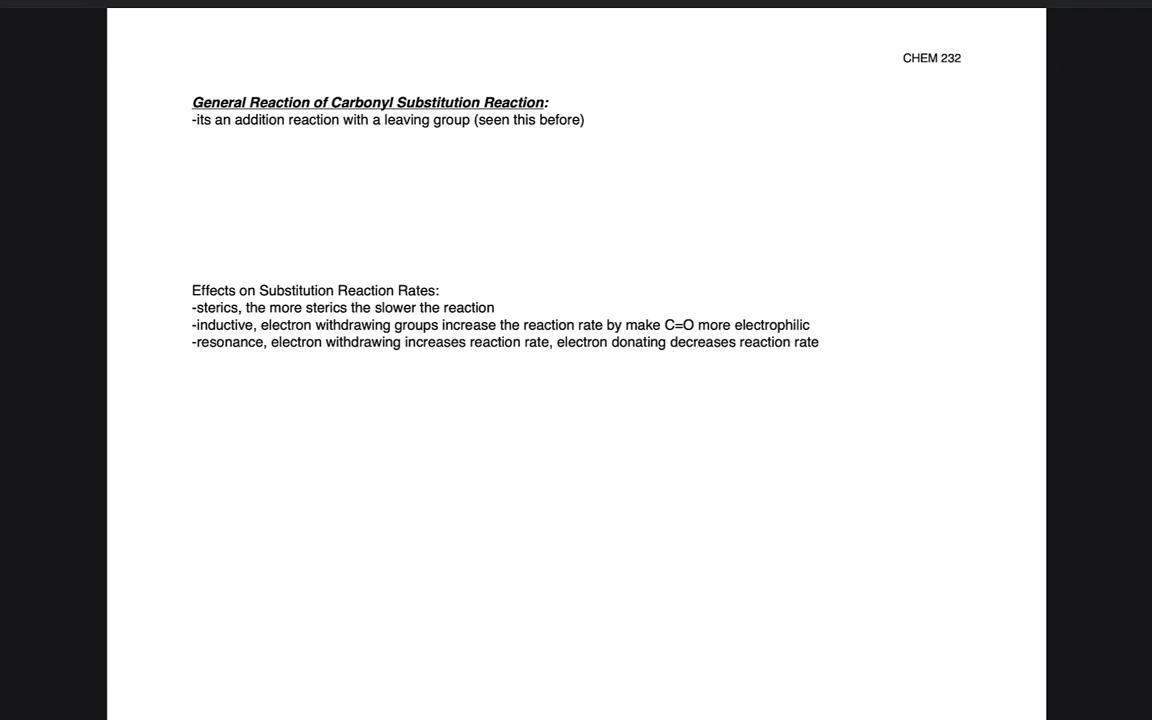 CHEM 232
General Reaction of Carbonyl Substitution Reaction:
-its an addition reaction with a leaving group (seen this before)
Effects on Substitution Reaction Rates:
-sterics, the more sterics the slower the reaction
-inductive, electron withdrawing groups increase the reaction rate by make C=O more electrophilic
-resonance, electron withdrawing increases reaction rate, electron donating decreases reaction rate